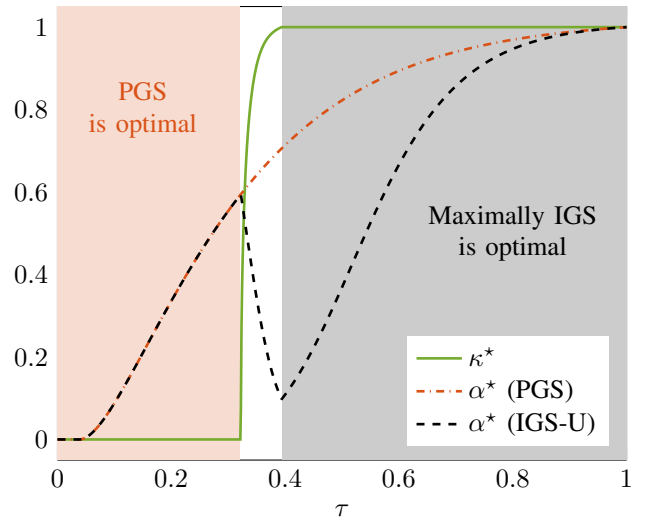 1
0.8
0.6
0.4
0.2
0
PGS
is optimal
Maximally IGS
is optimal
κ*
α* (PGS)
α* (IGS-U)
0 0.2 0.4 0.6 0.8 1
τ